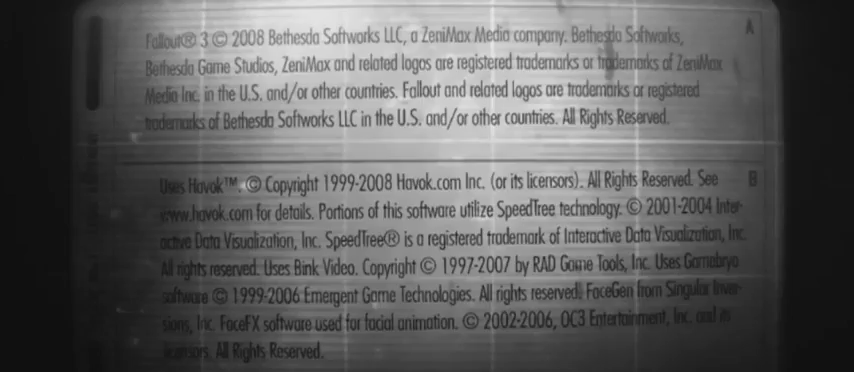 Fallout® 3 © 2008 Bethesda Softworks LLC, a ZeniMax Media company. Bethesda Softworks,
A
Bethesda Game Studios, ZeniMax and related logos are registered trademarks or trademarks of ZeniMax
Media Inc. in the U.S. and/or other countries. Fallout and related logos are trademarks or registered
trademarks of Bethesda Softworks LLC in the U.S. and/or other countries. All Rights Reserved.
Uses Havok™. © Copyright 1999-2008 Havok.com Inc. (or its licensors). All Rights Reserved. See
B
www.havok.com for details. Portions of this software utilize SpeedTree technology. © 2001-2004 Inter-
active Data Visualization, Inc. SpeedTree® is a registered trademark of Interactive Data Visualization, Inc.
All rights reserved. Uses Bink Video. Copyright © 1997-2007 by RAD Game Tools, Inc. Uses Gamebryo
software © 1999-2006 Emergent Game Technologies. All rights reserved. FaceGen from Singular Inver-
sions, Inc. FaceFX software used for facial animation. © 2002-2006, OC3 Entertainment, Inc. and its
licensors. All Rights Reserved.